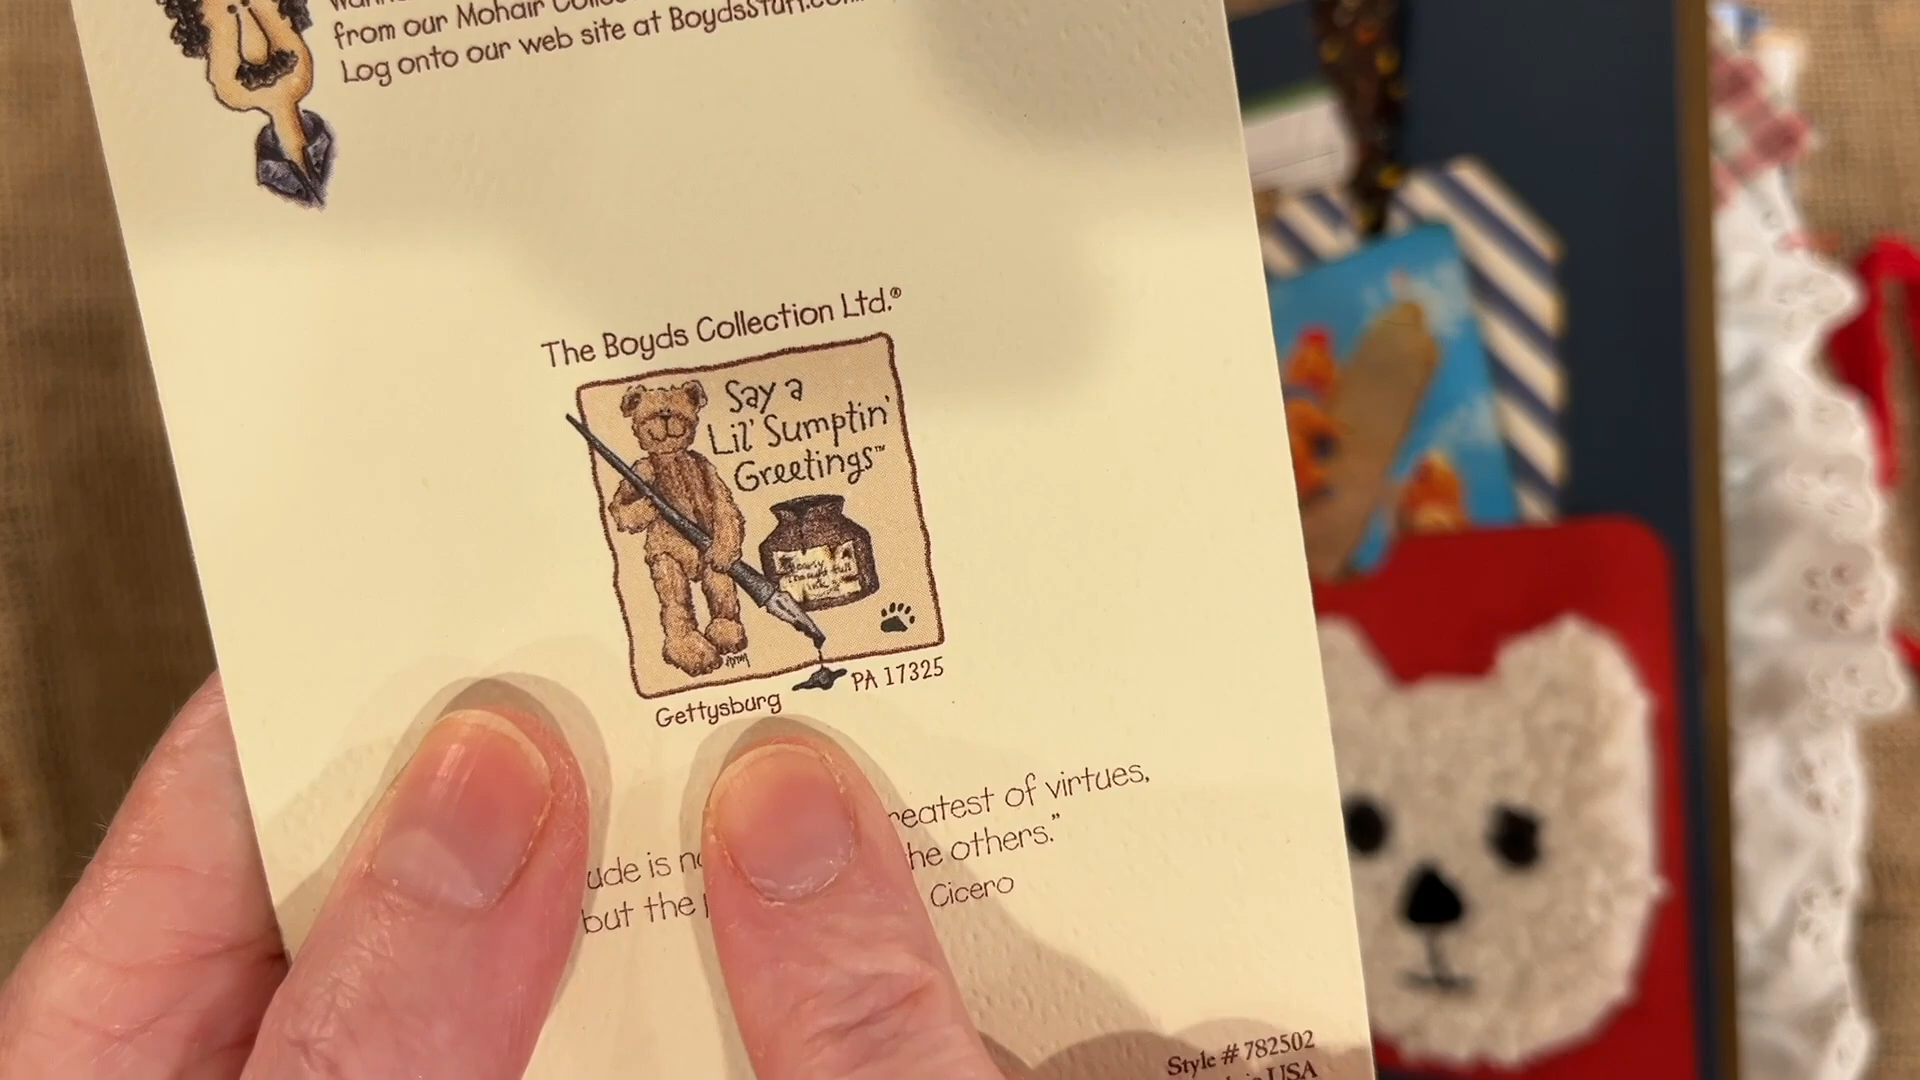 from our Mohair
Log onto our web site at BoydsStuff.com
The Boyds Collection Ltd.®
Say a
Lil' Sumptin'
Greetings™
Gettysburg PA 17325
reatest of virtues,
ude is no he others."
but the Cicero
Style # 782502
USA